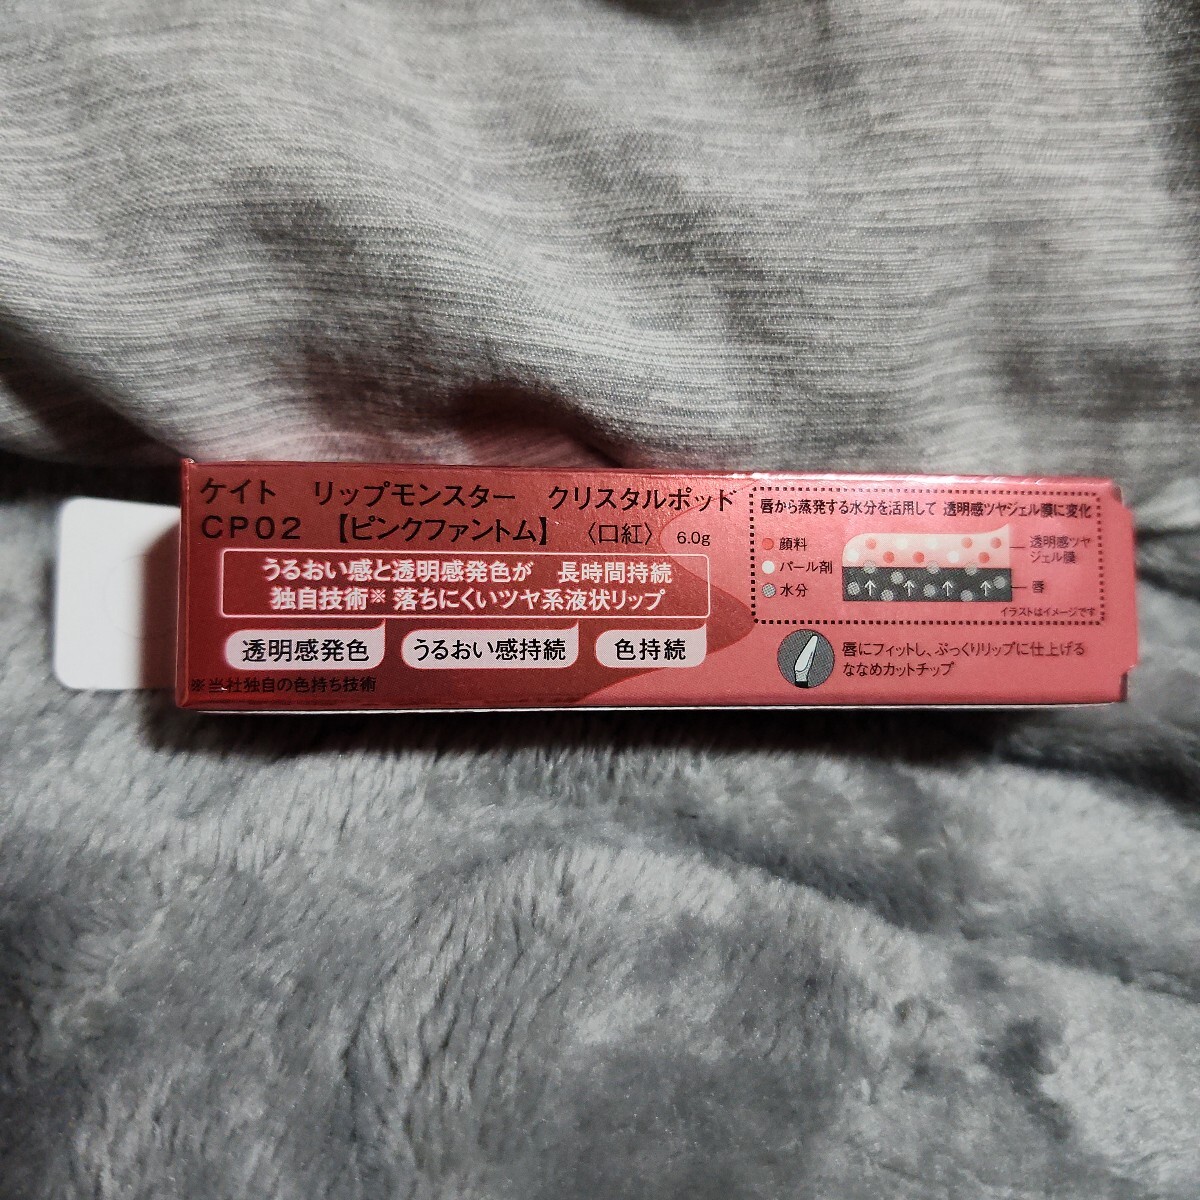 ケイト　リップモンスター　クリスタルポッド
CP02 【ピンクファントム】 〈口紅〉 6.0g
うるおい感と透明感発色が　長時間持続
独自技術※ 落ちにくいツヤ系液状リップ
透明感発色 うるおい感持続 色持続
※当社独自の色持ち技術
唇から蒸発する水分を活用して 透明感ツヤジェル膜に変化
顔料
パール剤
水分
透明感ツヤ
ジェル膜
唇
イラストはイメージです
唇にフィットし、ぷっくりリップに仕上げる
ななめカットチップ